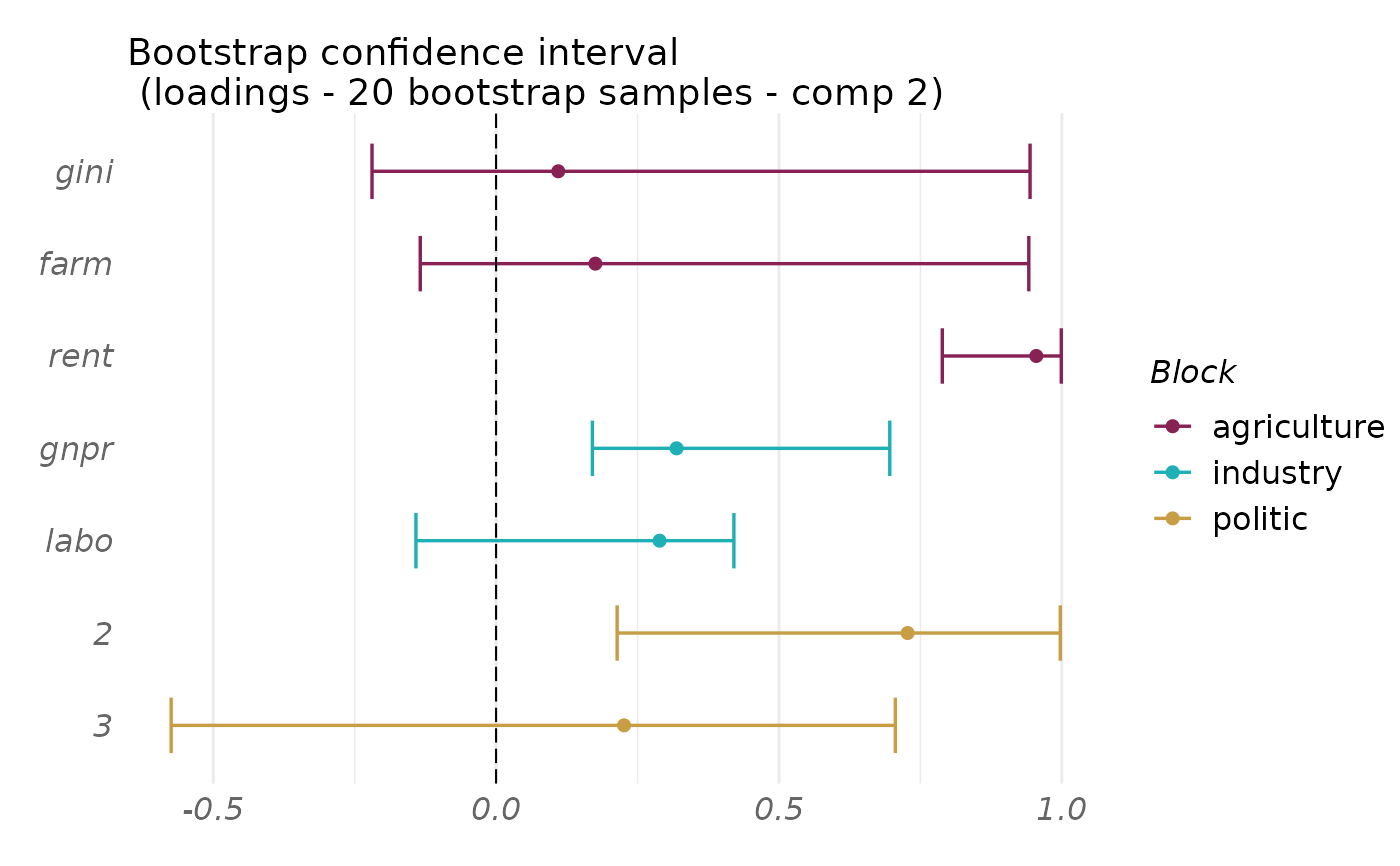 Bootstrap confidence interval
(loadings - 20 bootstrap samples - comp 2)
gini
farm
rent
gnpr
labo
2
3
-0.5 0.0 0.5 1.0
Block
agriculture
industry
politic